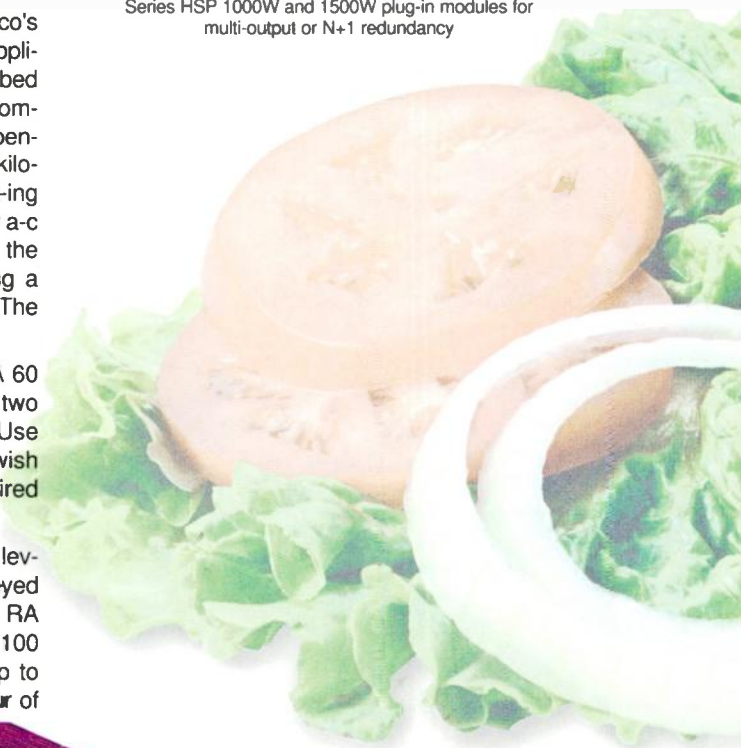 Series HSP 1000W and 1500W plug-in modules for
multi-output or N+1 redundancy
co's
ppli-
bed
om-
pen-
kilo-
-ing
a-c
the
sg a
The
A 60
two
Use
wish
ired
lev-
yed
RA
100
p to
r of